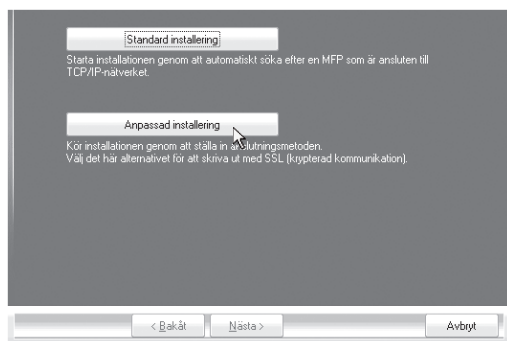 Standard installering
Starta installationen genom att automatiskt söka efter en MFP som är ansluten till
TCP/IP-nätverket.
Anpassad installering
Kör installationen genom att ställa in anslutningsmetoden.
Välj det här alternativet för att skriva ut med SSL (krypterad kommunikation).
< Bakåt
Nästa >
Avbryt